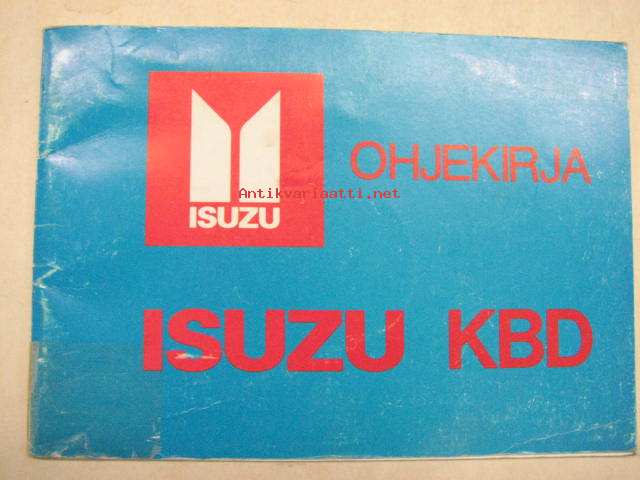 OHJEKIRJA
Antikvariaatti.net
ISUZU
ISUZU KBD